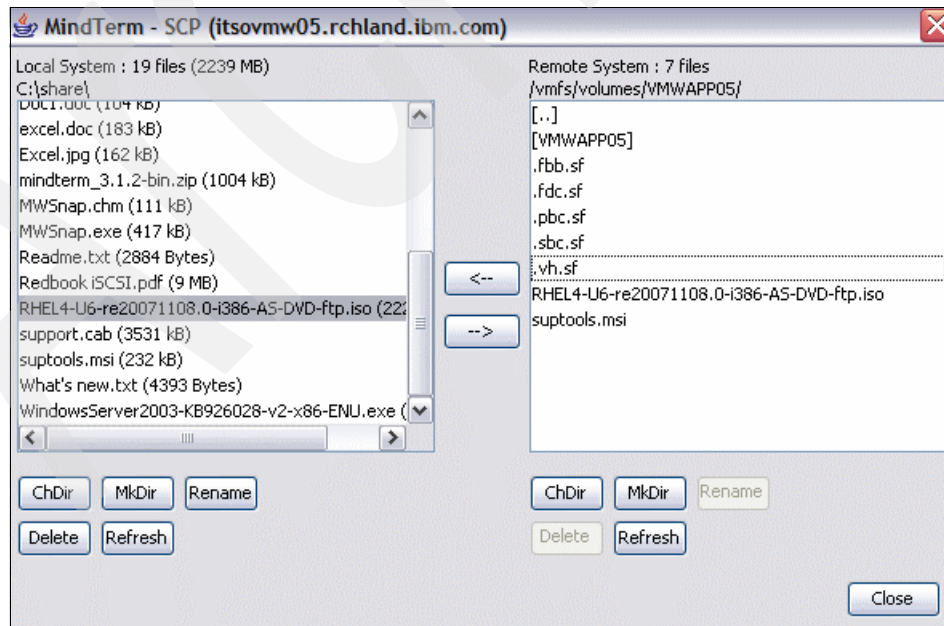 MindTerm - SCP (itsovmw05.rchland.ibm.com)
Local System : 19 files (2239 MB)
C:\share\
Doc1.doc (104 kB)
excel.doc (183 kB)
Excel.jpg (162 kB)
mindterm_3.1.2-bin.zip (1004 kB)
MWSnap.chm (111 kB)
MWSnap.exe (417 kB)
Readme.txt (2884 Bytes)
Redbook iSCSI.pdf (9 MB)
RHEL4-U6-re20071108.0-i386-AS-DVD-ftp.iso (222
support.cab (3531 kB)
suptools.msi (232 kB)
What's new.txt (4393 Bytes)
WindowsServer2003-KB926028-v2-x86-ENU.exe (
ChDir MkDir Rename
Delete Refresh
<--
-->
Remote System : 7 files
/vmfs/volumes/VMWAPP05/
[..]
[VMWAPP05]
.fbb.sf
.fdc.sf
.pbc.sf
.sbc.sf
.vh.sf
RHEL4-U6-re20071108.0-i386-AS-DVD-ftp.iso
suptools.msi
ChDir MkDir Rename
Delete Refresh
Close